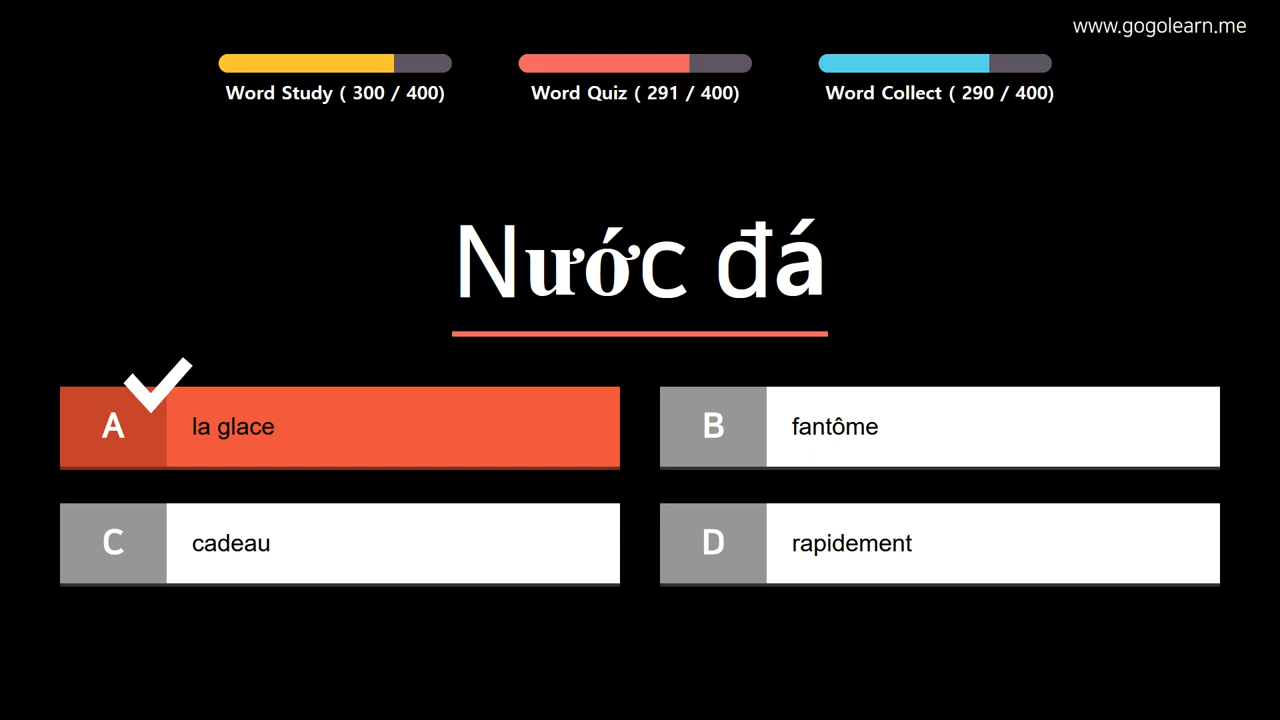 www.gogolearn.me
Word Study ( 300 / 400)
Word Quiz ( 291 / 400)
Word Collect ( 290 / 400)
Nước đá
A
la glace
B
fantôme
C
cadeau
D
rapidement